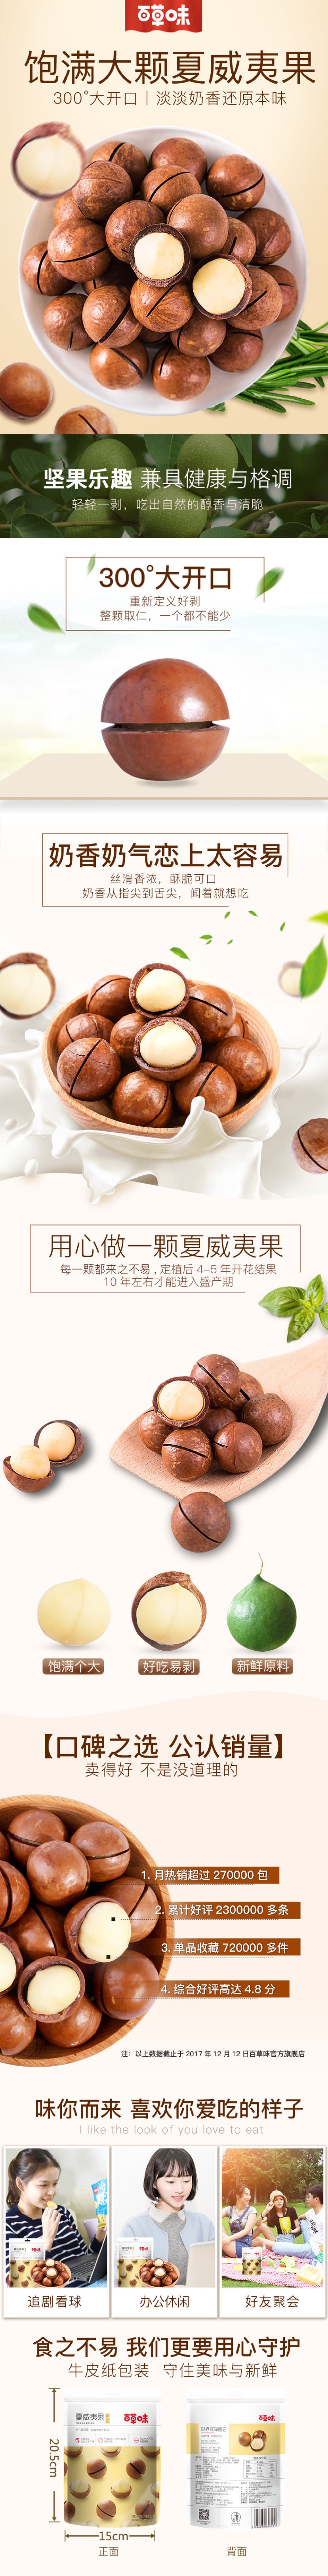 百草味
饱满大颗夏威夷果
300°大开口丨淡淡奶香还原本味
坚果乐趣 兼具健康与格调
轻轻一剥，吃出自然的醇香与清脆
300°大开口
重新定义好剥
整颗取仁，一个都不能少
奶香奶气恋上太容易
丝滑香浓，酥脆可口
奶香从指尖到舌尖，闻着就想吃
用心做一颗夏威夷果
每一颗都来之不易，定植后 4-5 年开花结果
10 年左右才能进入盛产期
饱满个大
好吃易剥
新鲜原料
【口碑之选 公认销量】
卖得好 不是没道理的
1. 月热销超过 270000 包
2. 累计好评 2300000 多条
3. 单品收藏 720000 多件
4. 综合好评高达 4.8 分
注：以上数据截止于 2017 年 12 月 12 日百草味官方旗舰店
味你而来 喜欢你爱吃的样子
I like the look of you love to eat
追剧看球
办公休闲
好友聚会
食之不易 我们更要用心守护
牛皮纸包装 守住美味与新鲜
夏威夷果
百草味
百草味
20.5cm
15cm
正面
背面